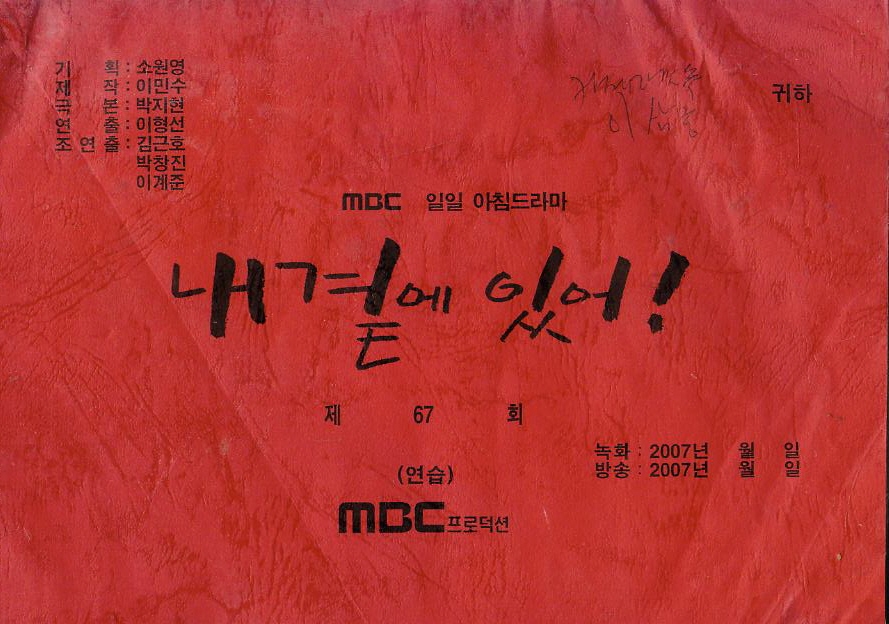 기 획 : 소원영
제 작 : 이민수
극 본 : 박지현
연 출 : 이형선
조 연 출 : 김근호
박창진
이계준
귀하
MBC 일일 아침드라마
내 곁에 있어!
제 67 회
녹화 : 2007년 월 일
방송 : 2007년 월 일
(연습)
MBC 프로덕션